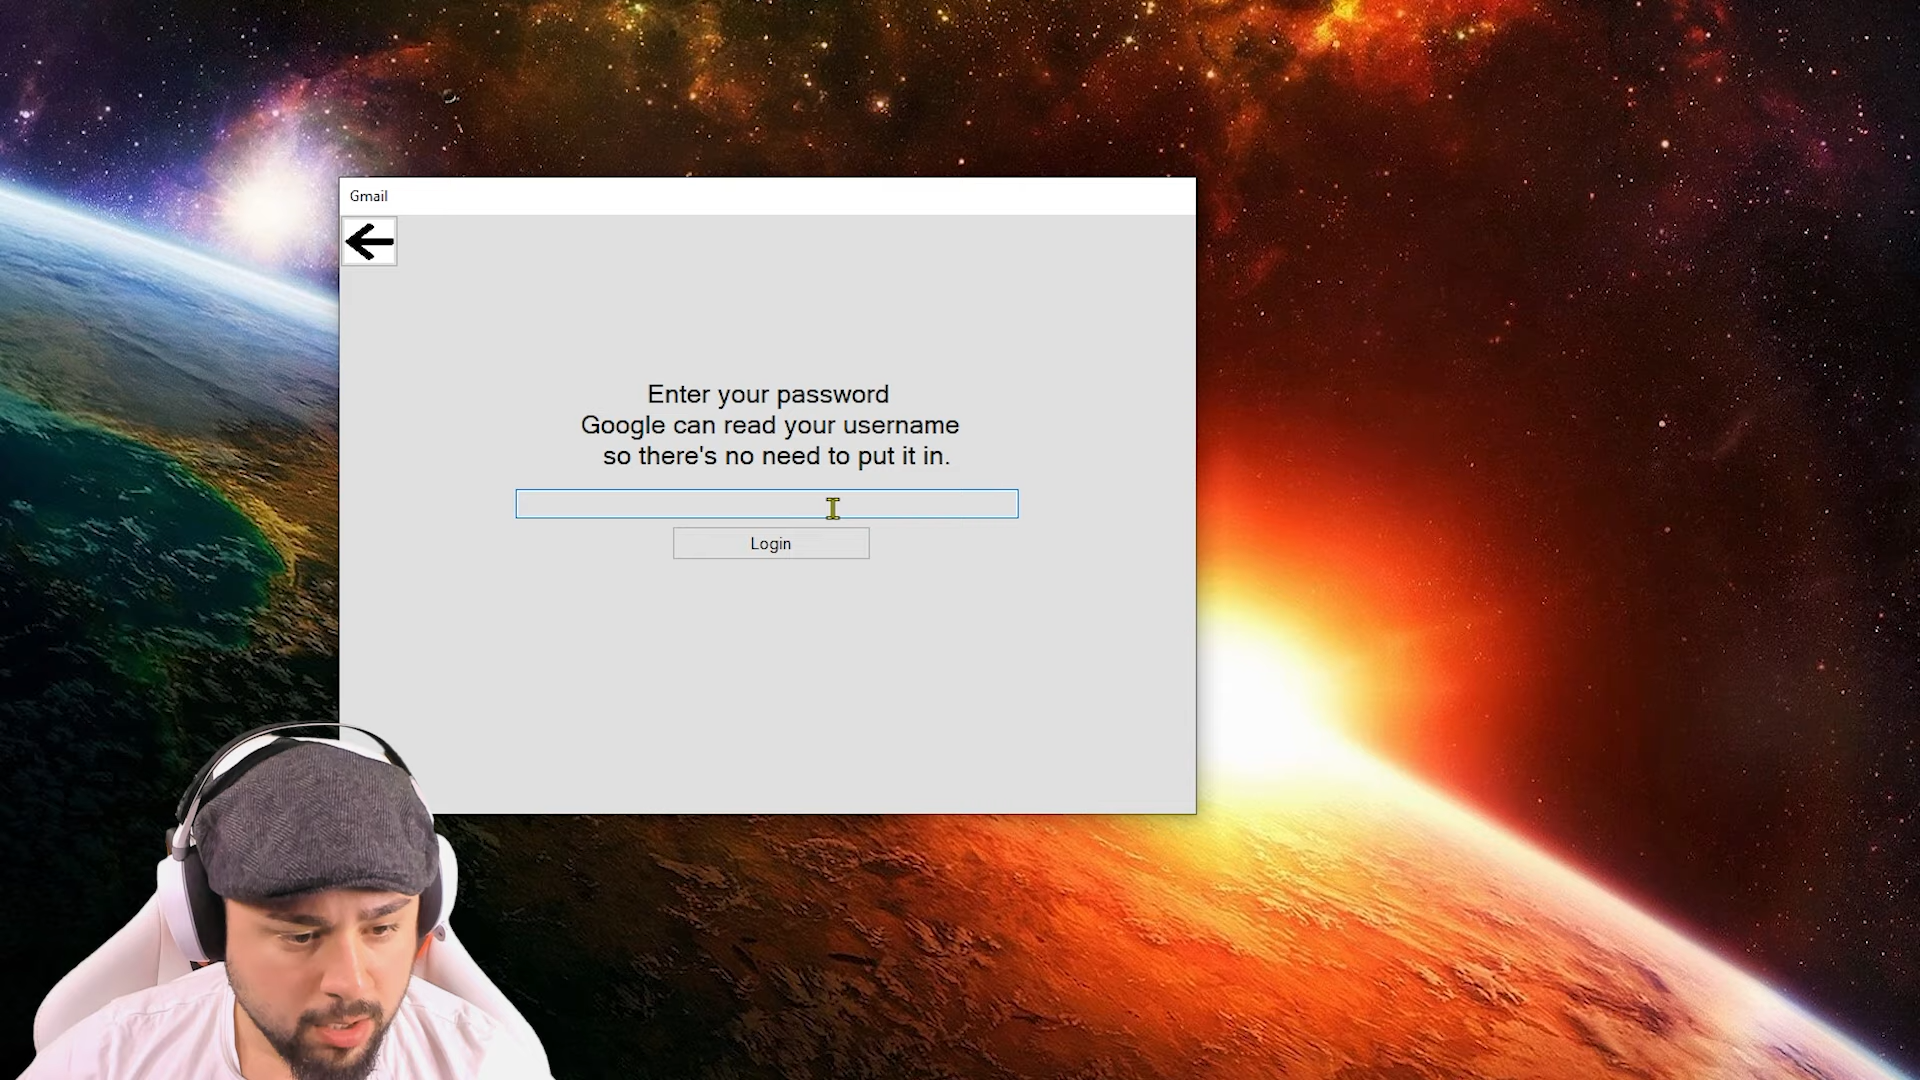 Gmail
Enter your password
Google can read your username
so there's no need to put it in.
Login